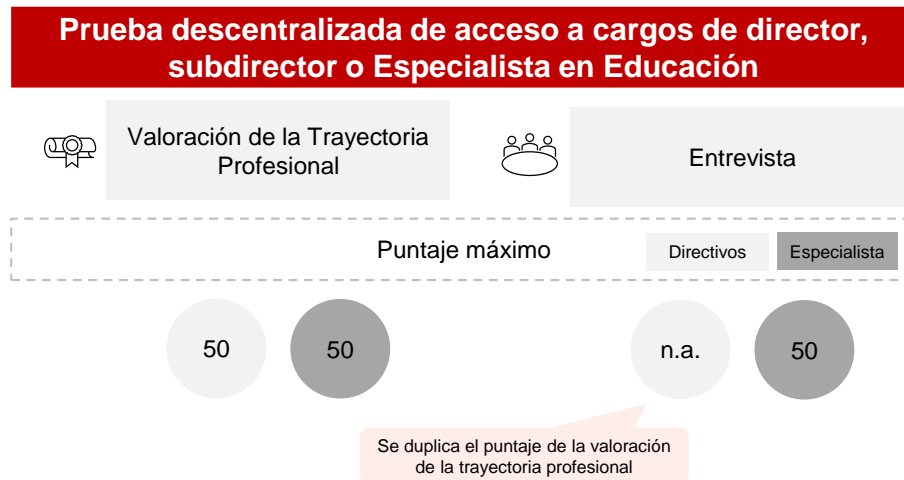 Prueba descentralizada de acceso a cargos de director,
subdirector o Especialista en Educación
Valoración de la Trayectoria
Profesional
Entrevista
Puntaje máximo
Directivos
Especialista
50
50
n.a.
50
Se duplica el puntaje de la valoración
de la trayectoria profesional